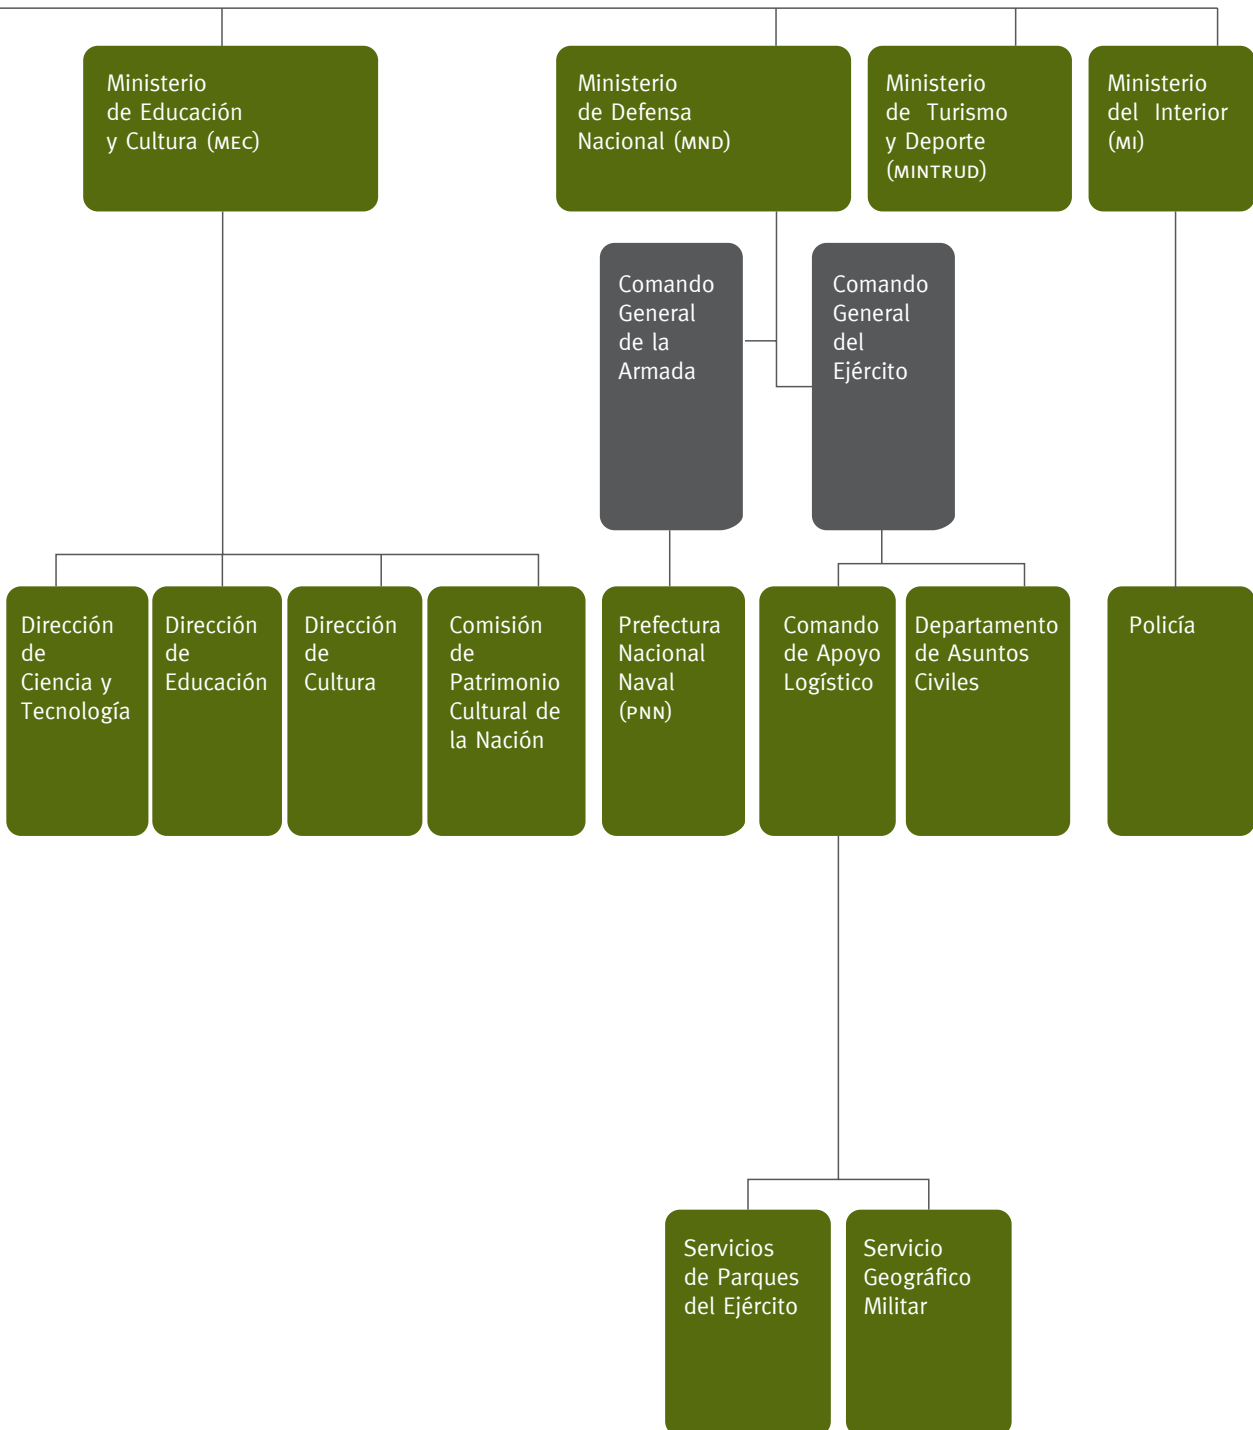 Ministerio
de Educación
y Cultura (MEC)
Ministerio
de Defensa
Nacional (MND)
Ministerio
de Turismo
y Deporte
(MINTRUD)
Ministerio
del Interior
(MI)
Comando
General
de la
Armada
Comando
General
del
Ejército
Dirección
de
Ciencia y
Tecnología
Dirección
de
Educación
Dirección
de
Cultura
Comisión
de
Patrimonio
Cultural de
la Nación
Prefectura
Nacional
Naval
(PNN)
Comando
de Apoyo
Logístico
Departamento
de Asuntos
Civiles
Policía
Servicios
de Parques
del Ejército
Servicio
Geográfico
Militar